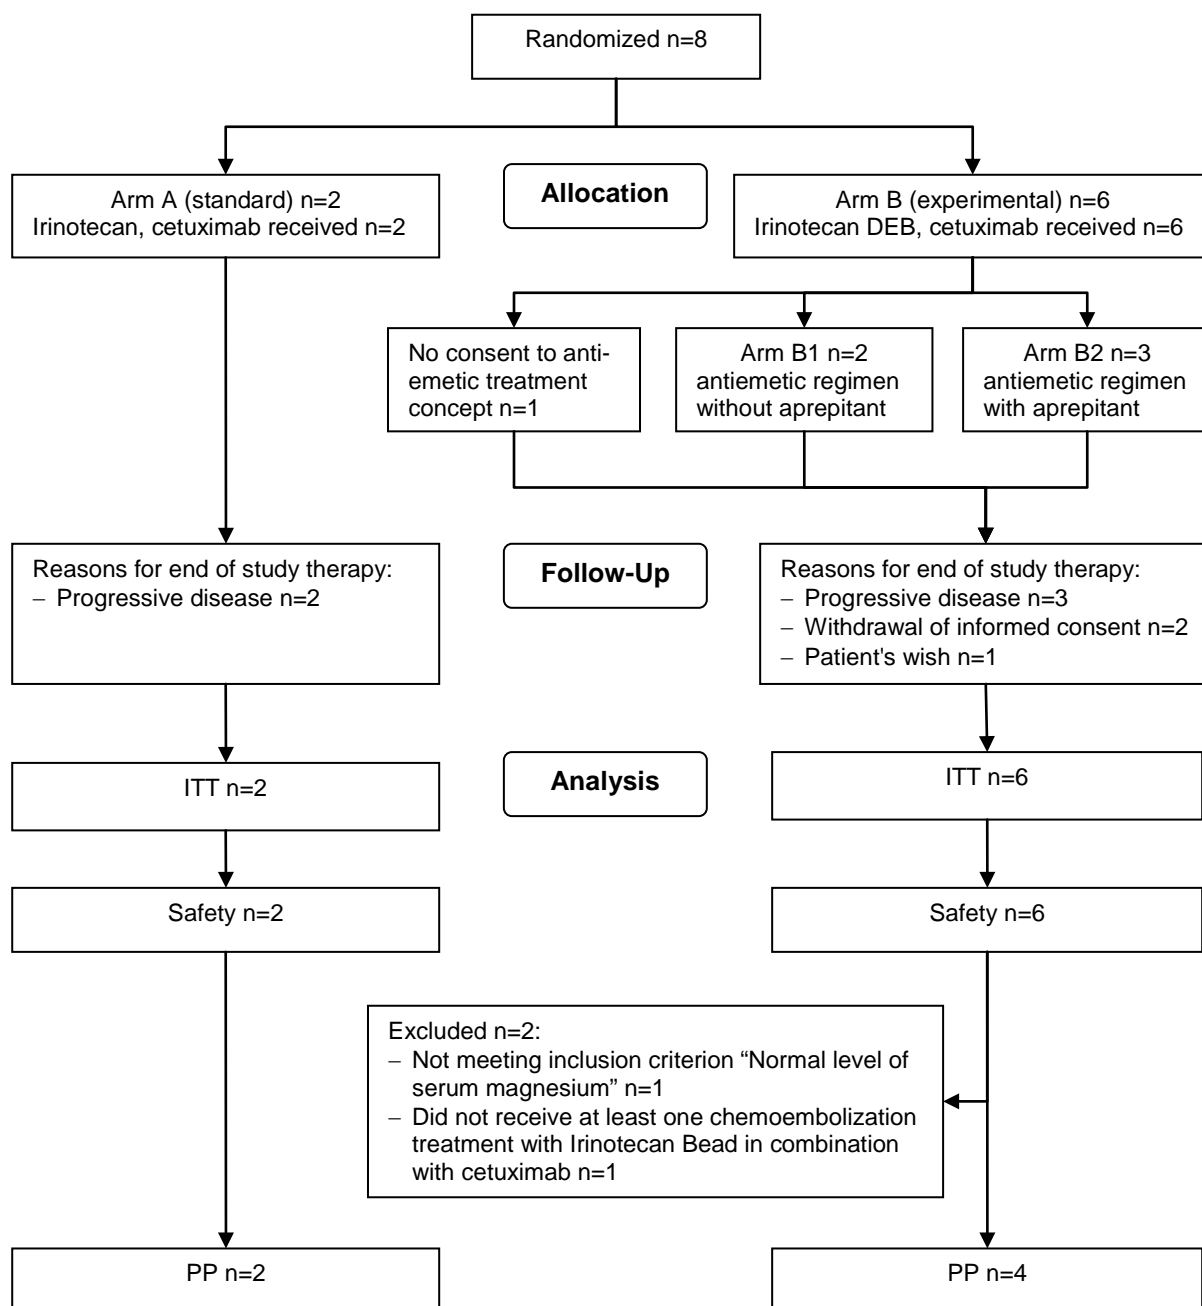 Randomized n=8
Allocation
Arm A (standard) n=2
Irinotecan, cetuximab received n=2
Arm B (experimental) n=6
Irinotecan DEB, cetuximab received n=6
No consent to anti-
emetic treatment
concept n=1
Arm B1 n=2
antiemetic regimen
without aprepitant
Arm B2 n=3
antiemetic regimen
with aprepitant
Follow-Up
Reasons for end of study therapy:
– Progressive disease n=2
Reasons for end of study therapy:
– Progressive disease n=3
– Withdrawal of informed consent n=2
– Patient's wish n=1
Analysis
ITT n=2
ITT n=6
Safety n=2
Safety n=6
Excluded n=2:
– Not meeting inclusion criterion “Normal level of
serum magnesium” n=1
– Did not receive at least one chemoembolization
treatment with Irinotecan Bead in combination
with cetuximab n=1
PP n=2
PP n=4